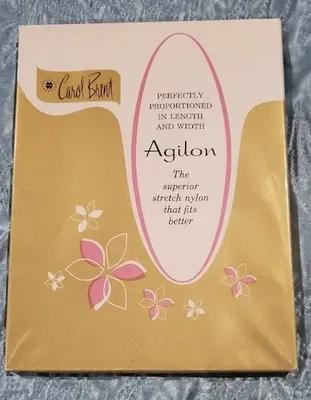 Carol Brent
PERFECTLY
PROPORTIONED
IN LENGTH
AND WIDTH
Agilon
The
superior
stretch nylon
that fits
better